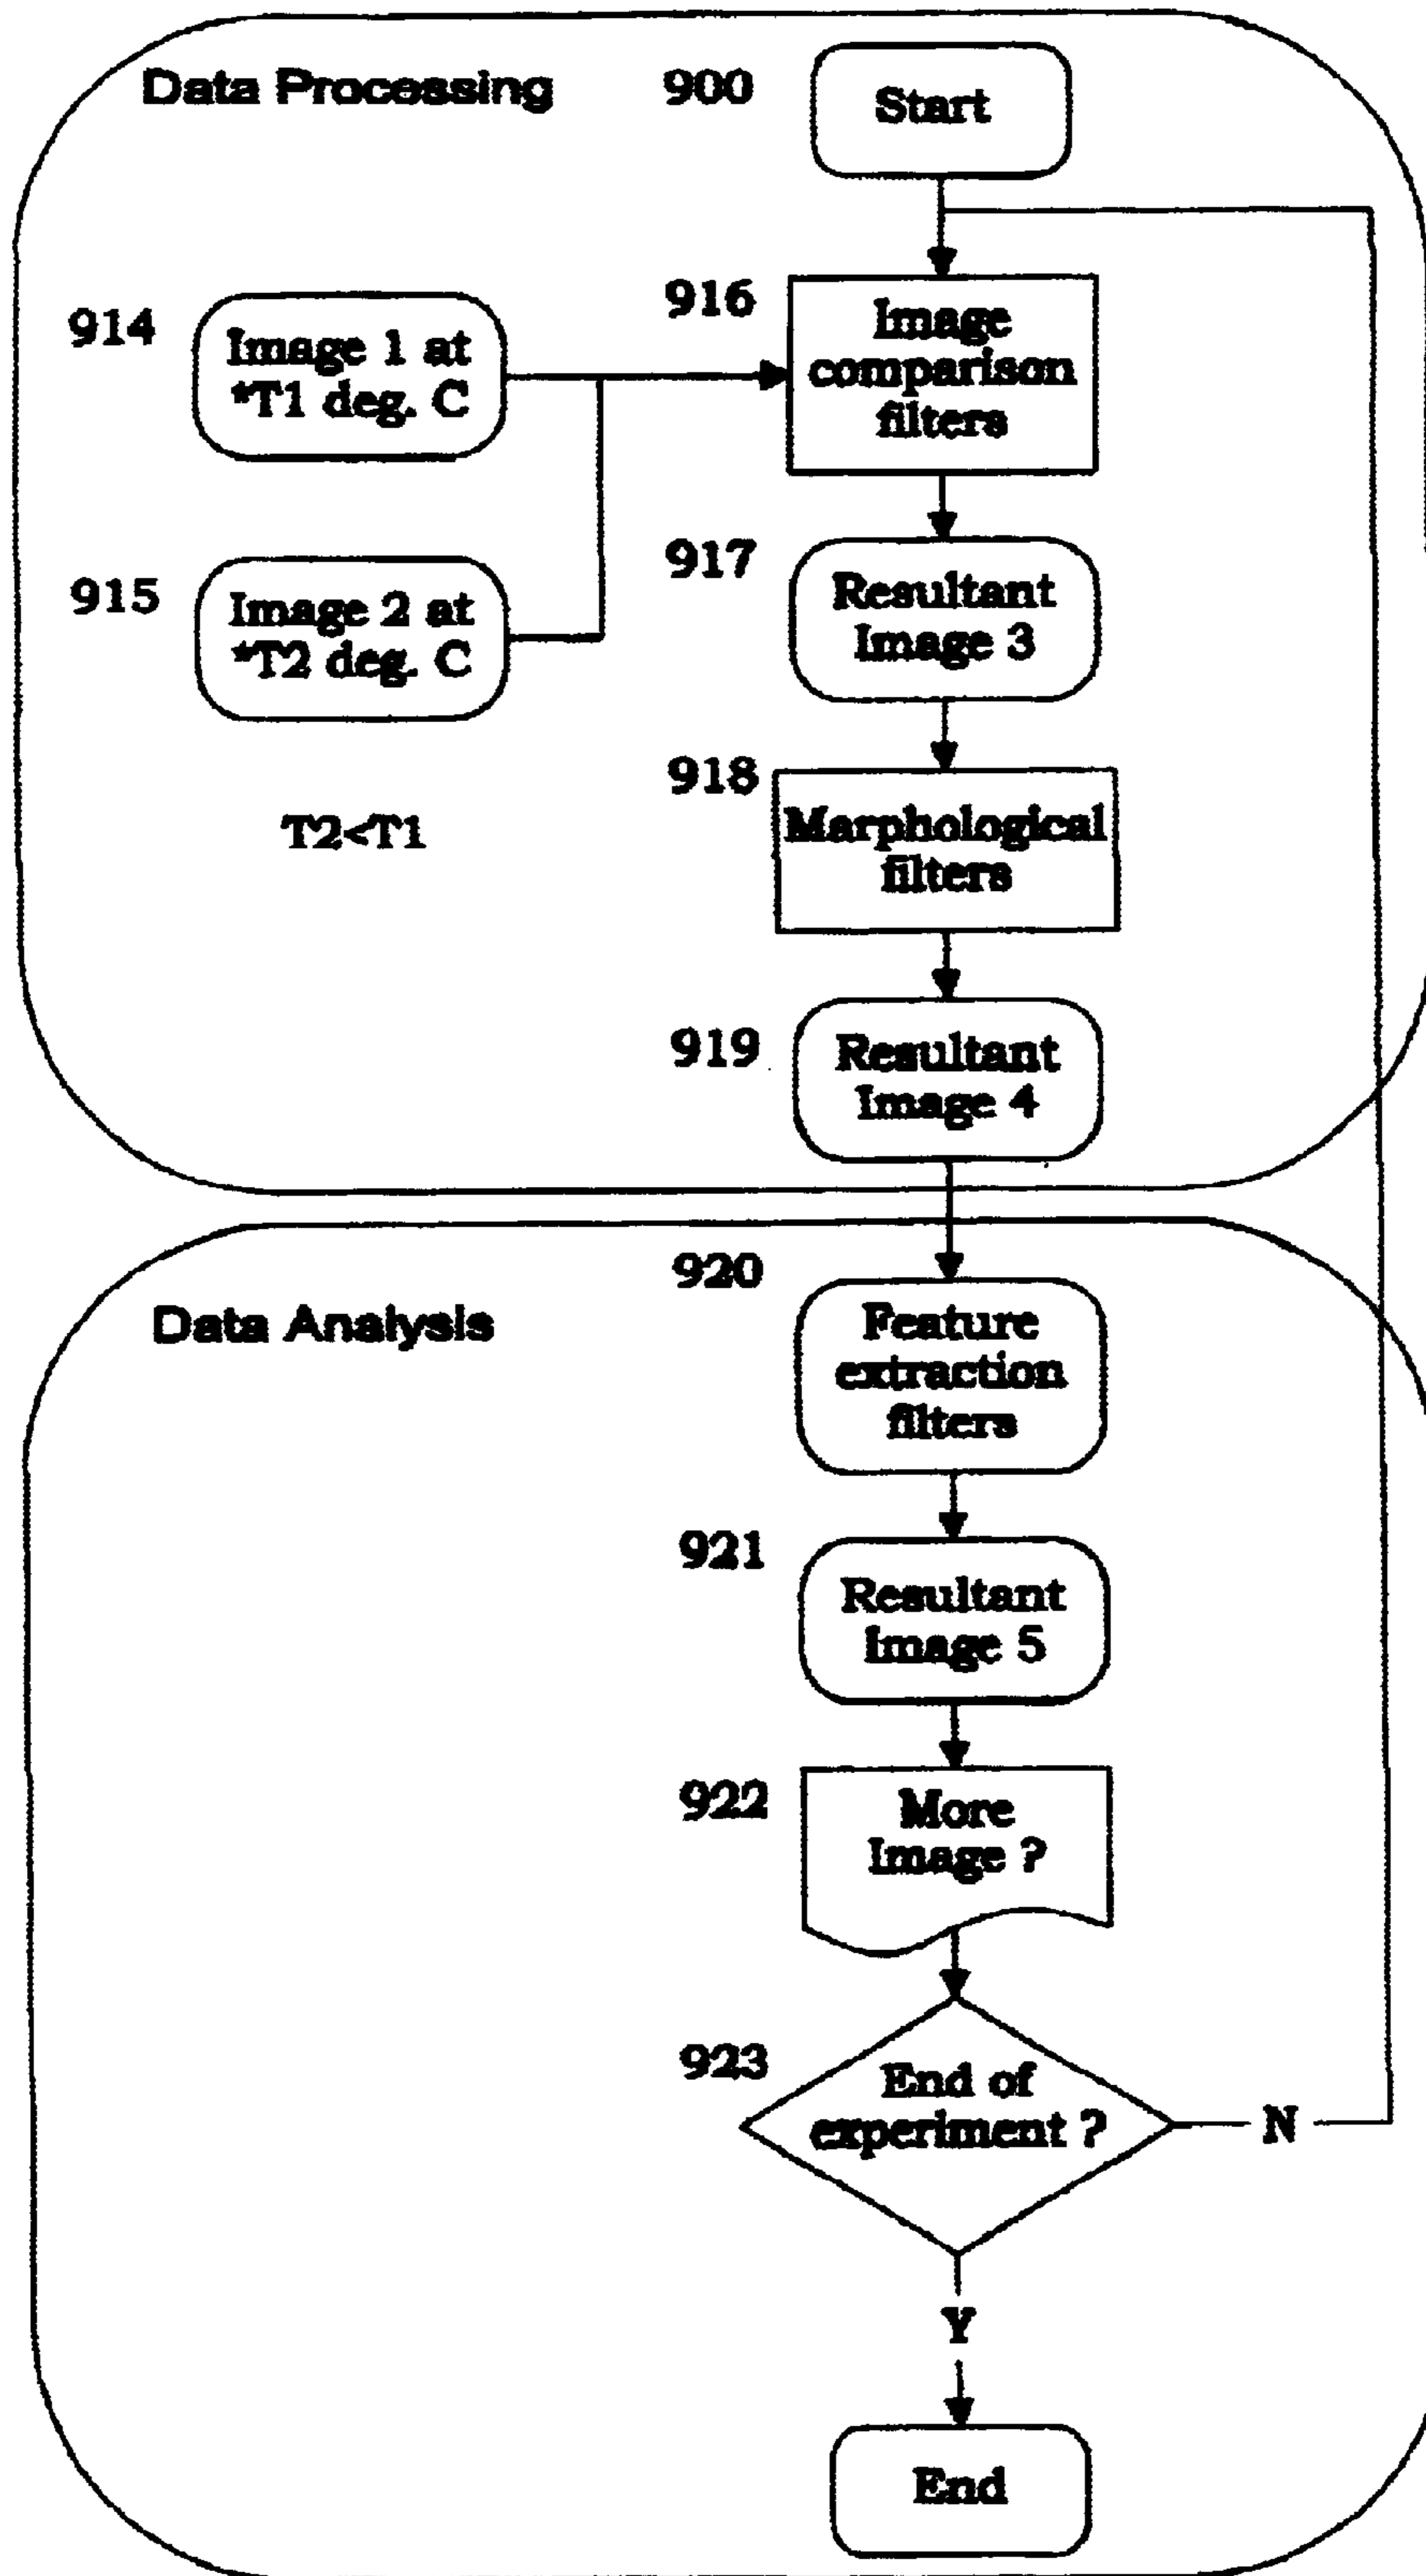 Data Processing
900
Start
914
Image 1 at
*T1 deg. C
916
Image
comparison
filters
915
Image 2 at
*T2 deg. C
917
Resultant
Image 3
T2<T1
918
Marphological
filters
919
Resultant
Image 4
Data Analysis
920
Feature
extraction
filters
921
Resultant
Image 5
922
More
Image ?
923
End of
experiment ?
N
Y
End